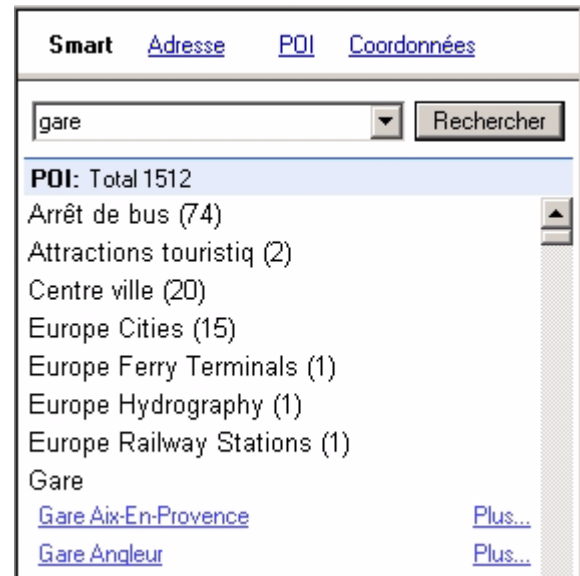 Smart Adresse POI Coordonnées
gare Rechercher
POI: Total 1512
Arrêt de bus (74)
Attractions touristiq (2)
Centre ville (20)
Europe Cities (15)
Europe Ferry Terminals (1)
Europe Hydrography (1)
Europe Railway Stations (1)
Gare
Gare Aix-En-Provence Plus...
Gare Angleur Plus...